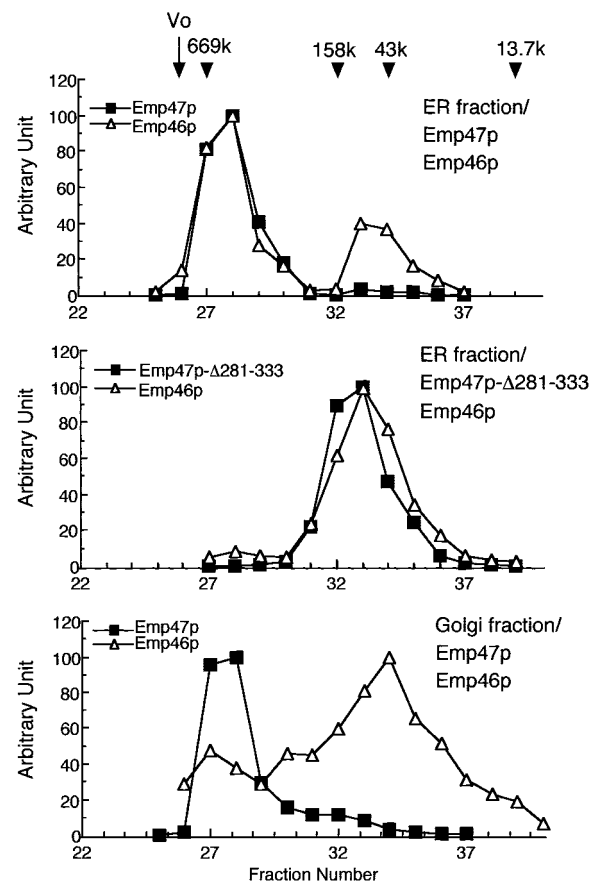 Vo
669k 158k 43k 13.7k
120
100
80
60
40
20
0
Arbitrary Unit
Emp47p
Emp46p
ER fraction/
Emp47p
Emp46p
22 27 32 37
120
100
80
60
40
20
0
Arbitrary Unit
Emp47p-Δ281-333
Emp46p
ER fraction/
Emp47p-Δ281-333
Emp46p
22 27 32 37
120
100
80
60
40
20
0
Arbitrary Unit
Emp47p
Emp46p
Golgi fraction/
Emp47p
Emp46p
22 27 32 37
Fraction Number